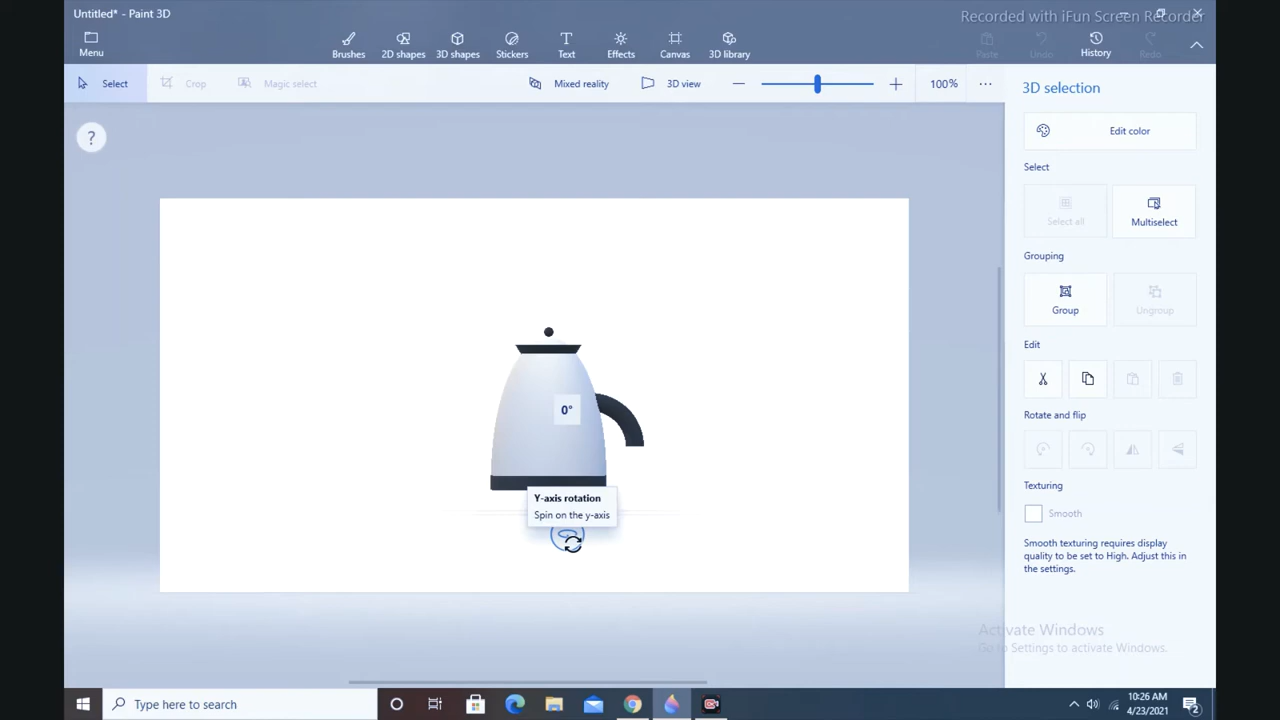 Untitled* - Paint 3D
Recorded with iFun Screen Recorder
Menu
Brushes
2D shapes
3D shapes
Stickers
Text
Effects
Canvas
3D library
Paste
Undo
History
Redo
Select
Crop
Magic select
Mixed reality
3D view
100%
3D selection
?
Edit color
Select
Select all
Multiselect
Grouping
Group
Ungroup
Edit
Rotate and flip
0°
Y-axis rotation
Spin on the y-axis
Texturing
Smooth
Smooth texturing requires display
quality to be set to High. Adjust this in
the settings.
Activate Windows
Go to Settings to activate Windows.
Type here to search
10:26 AM
4/23/2021
2